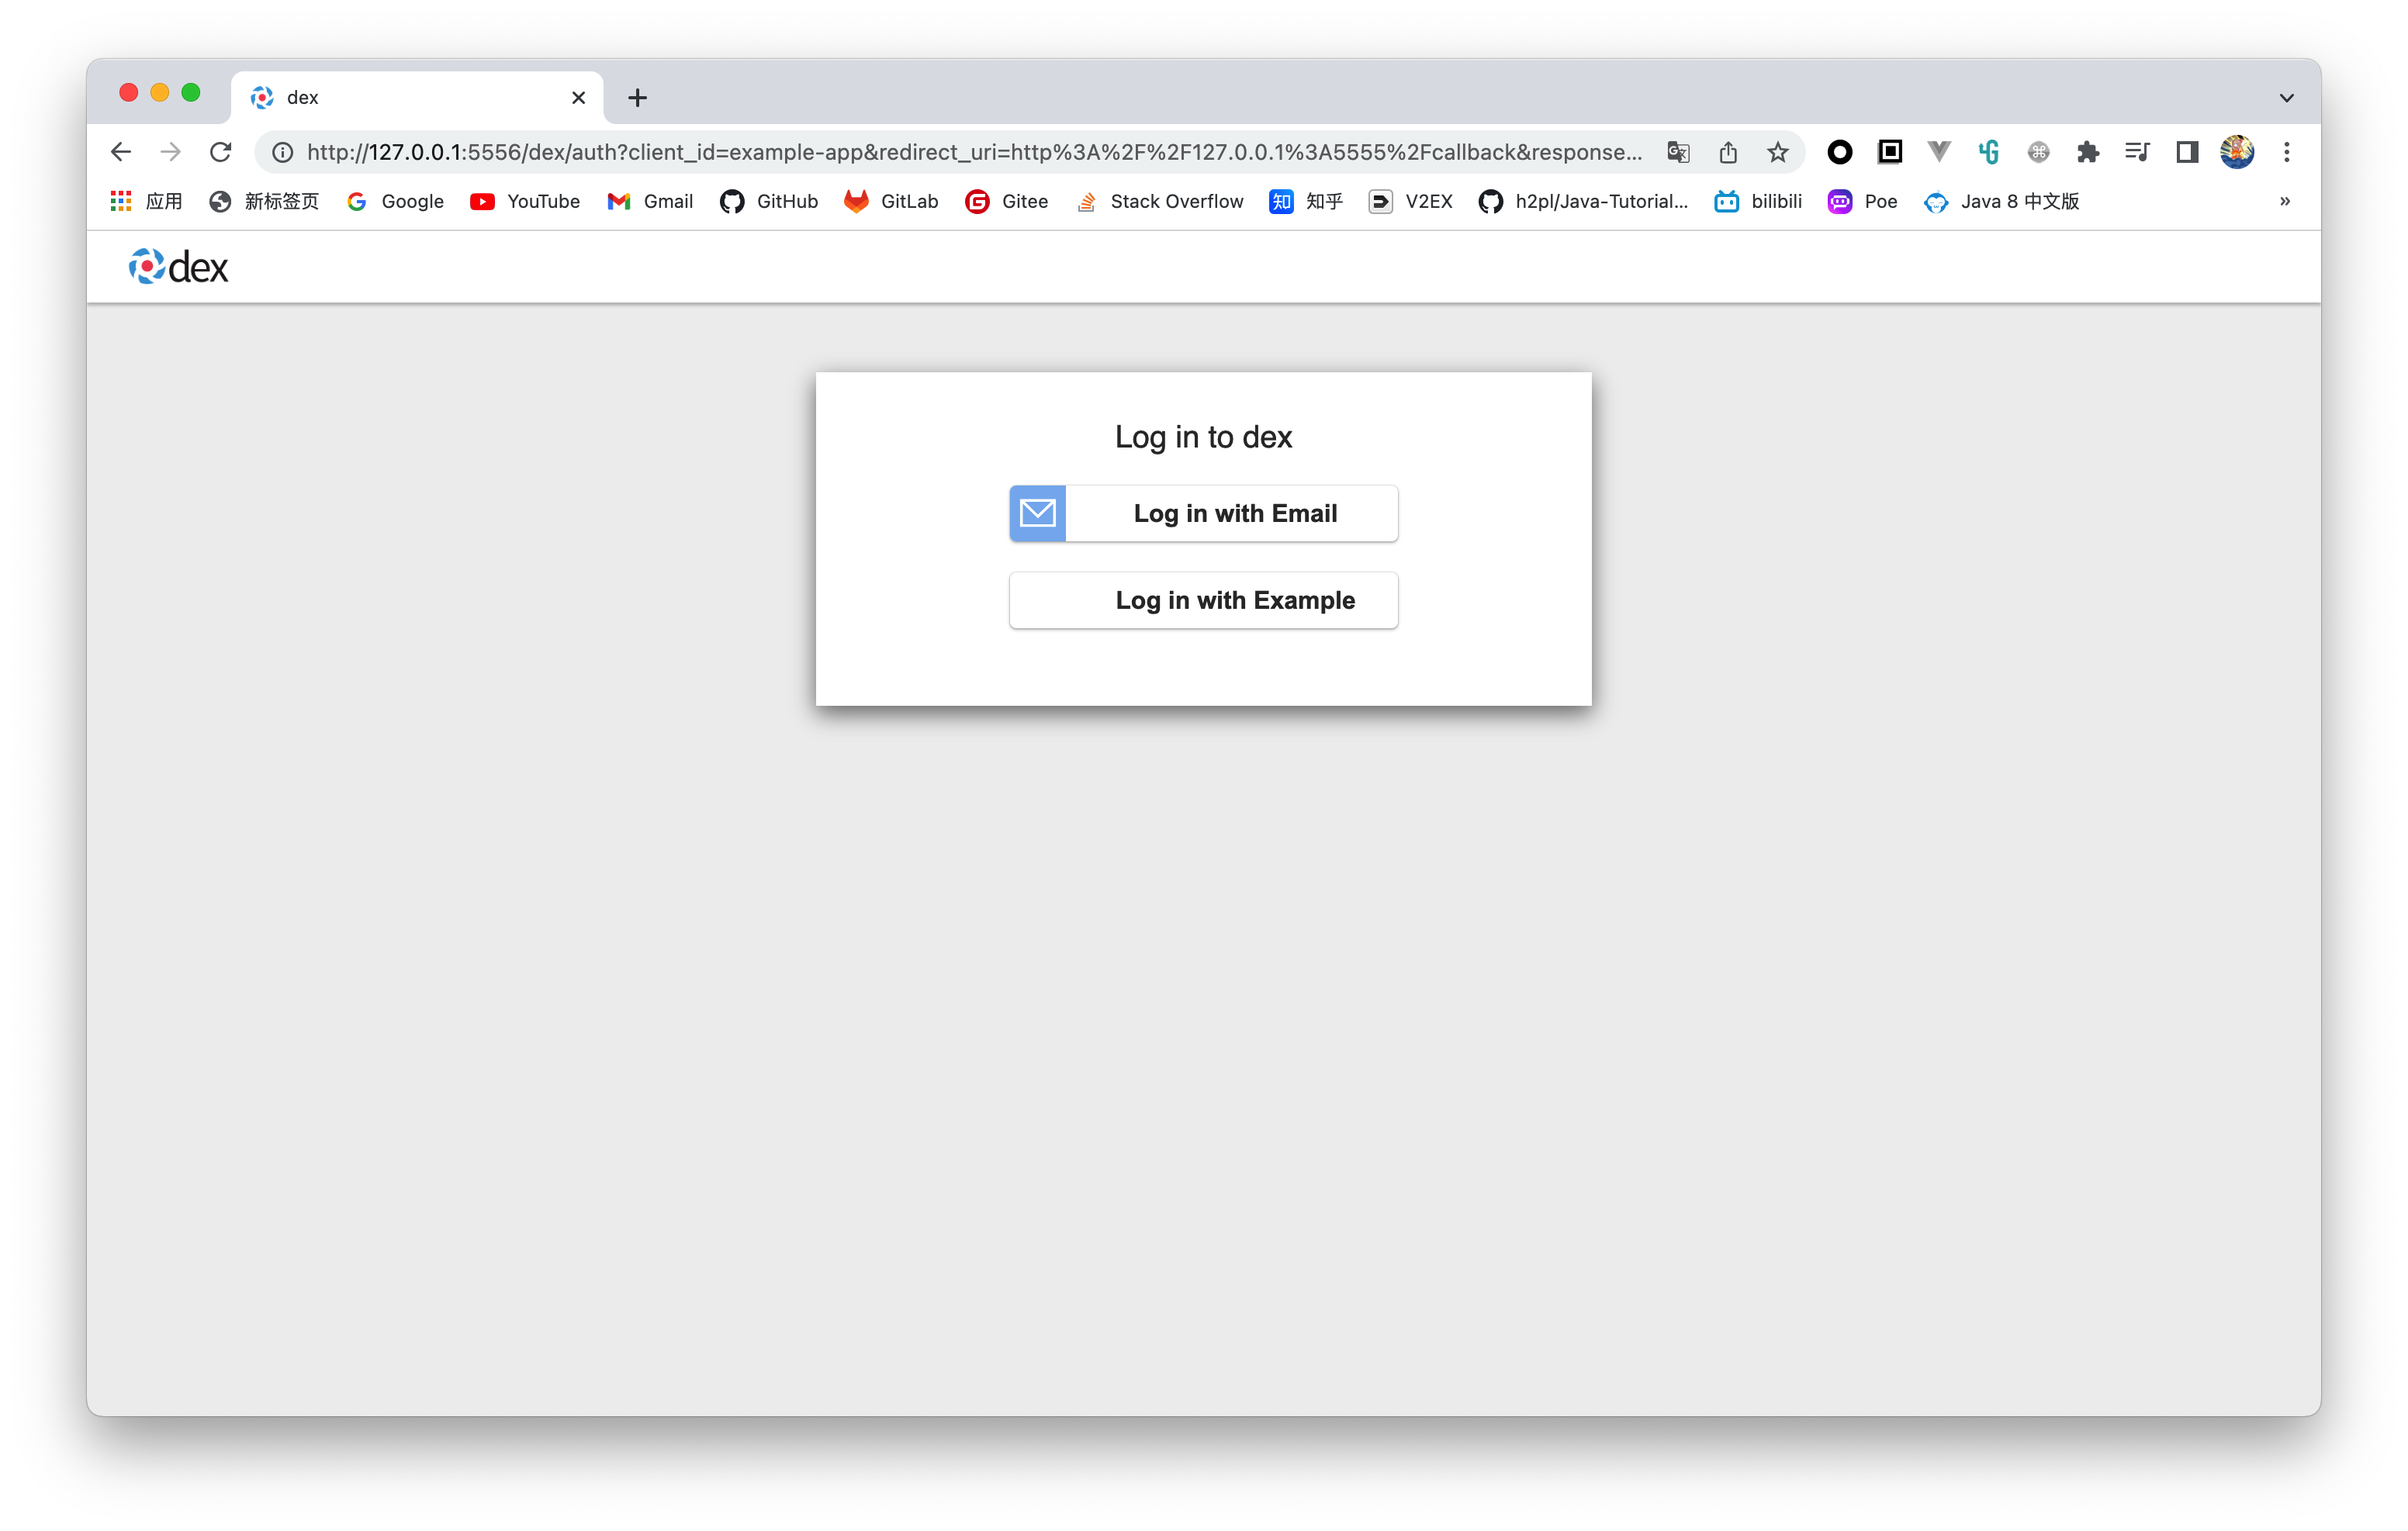 dex
http://127.0.0.1:5556/dex/auth?client_id=example-app&redirect_uri=http%3A%2F%2F127.0.0.1%3A5555%2Fcallback&response...
应用 新标签页 Google YouTube Gmail GitHub GitLab Gitee Stack Overflow 知 知乎 V2EX h2pl/Java-Tutorial... bilibili Poe Java 8 中文版 »
dex
Log in to dex
Log in with Email
Log in with Example